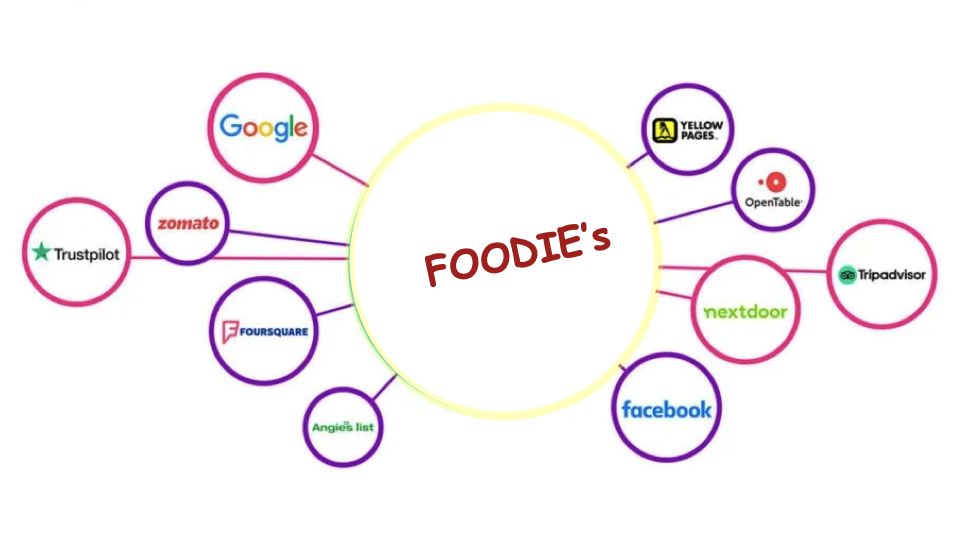 Google
YELLOW
PAGES
OpenTable
zomato
Trustpilot
FOODIE's
Tripadvisor
nextdoor
FOURSQUARE
facebook
Angie's list